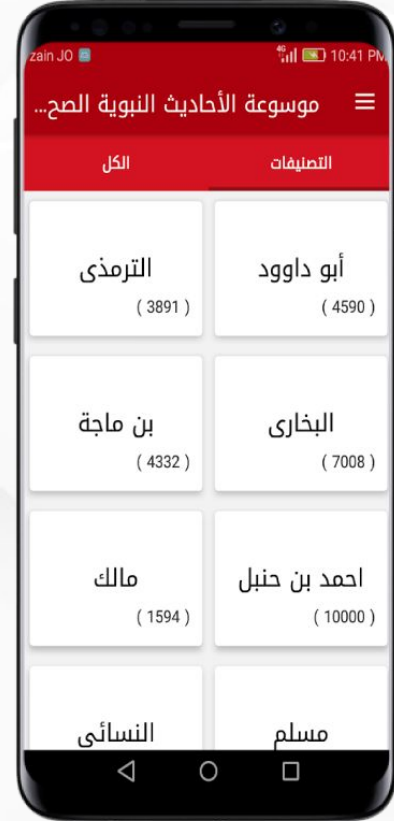 zain JO 4G 10:41 PM
موسوعة الأحاديث النبوية الصح...
التصنيفات
الكل
أبو داوود
( 4590 )
الترمذى
( 3891 )
البخارى
( 7008 )
بن ماجة
( 4332 )
احمد بن حنبل
( 10000 )
مالك
( 1594 )
مسلم
النسائى